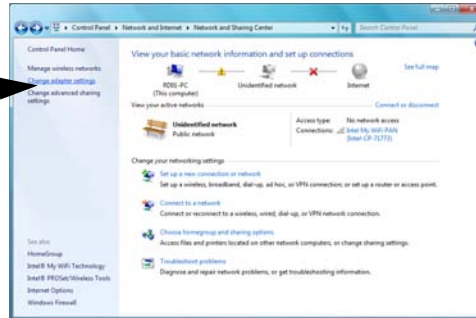 Control Panel ▸ Network and Internet ▸ Network and Sharing Center
Search Control Panel
Control Panel Home
Manage wireless networks
Change adapter settings
Change advanced sharing
settings
View your basic network information and set up connections
See full map
(This computer)
Unidentified network
Internet
View your active networks
Connect or disconnect
Unidentified network
Public network
Access type: No network access
Connections: Intel My WiFi PAN
Change your networking settings
Set up a new connection or network
Set up a wireless, broadband, dial-up, ad hoc, or VPN connection; or set up a router or access point.
Connect to a network
Connect or reconnect to a wireless, wired, dial-up, or VPN network connection.
Choose homegroup and sharing options
Access files and printers located on other network computers, or change sharing settings.
Troubleshoot problems
Diagnose and repair network problems, or get troubleshooting information.
See also
HomeGroup
Intel® My WiFi Technology
Intel® PROSet/Wireless Tools
Internet Options
Windows Firewall